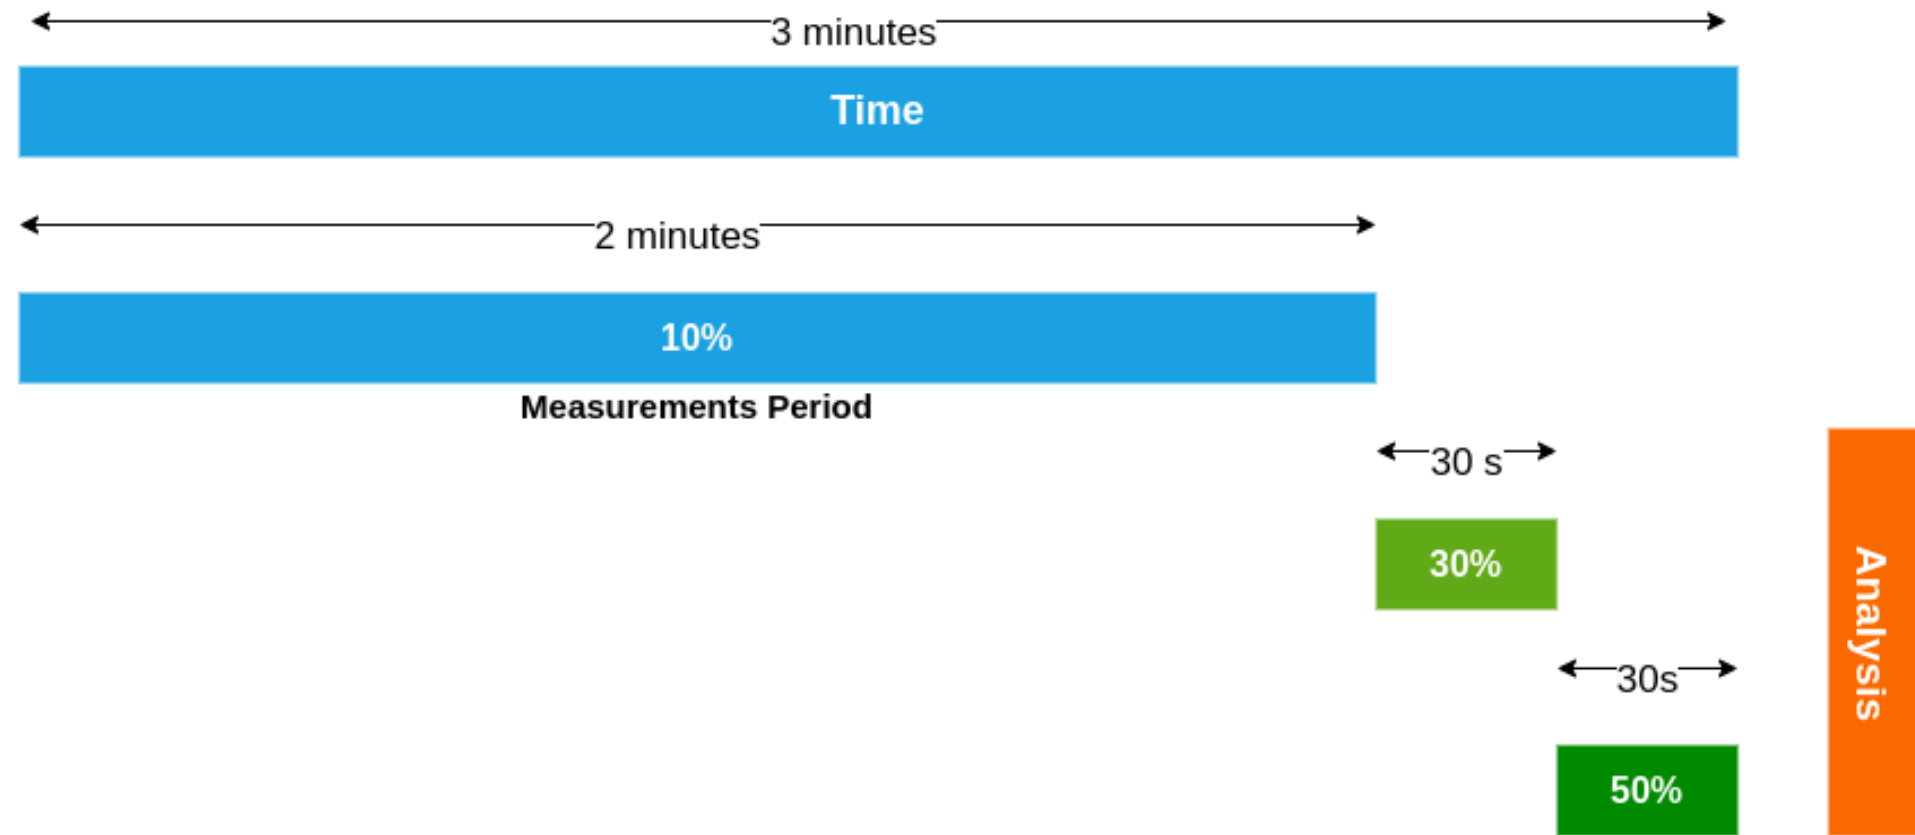 3 minutes
Time
2 minutes
10%
Measurements Period
30 s
30%
Analysis
30s
50%